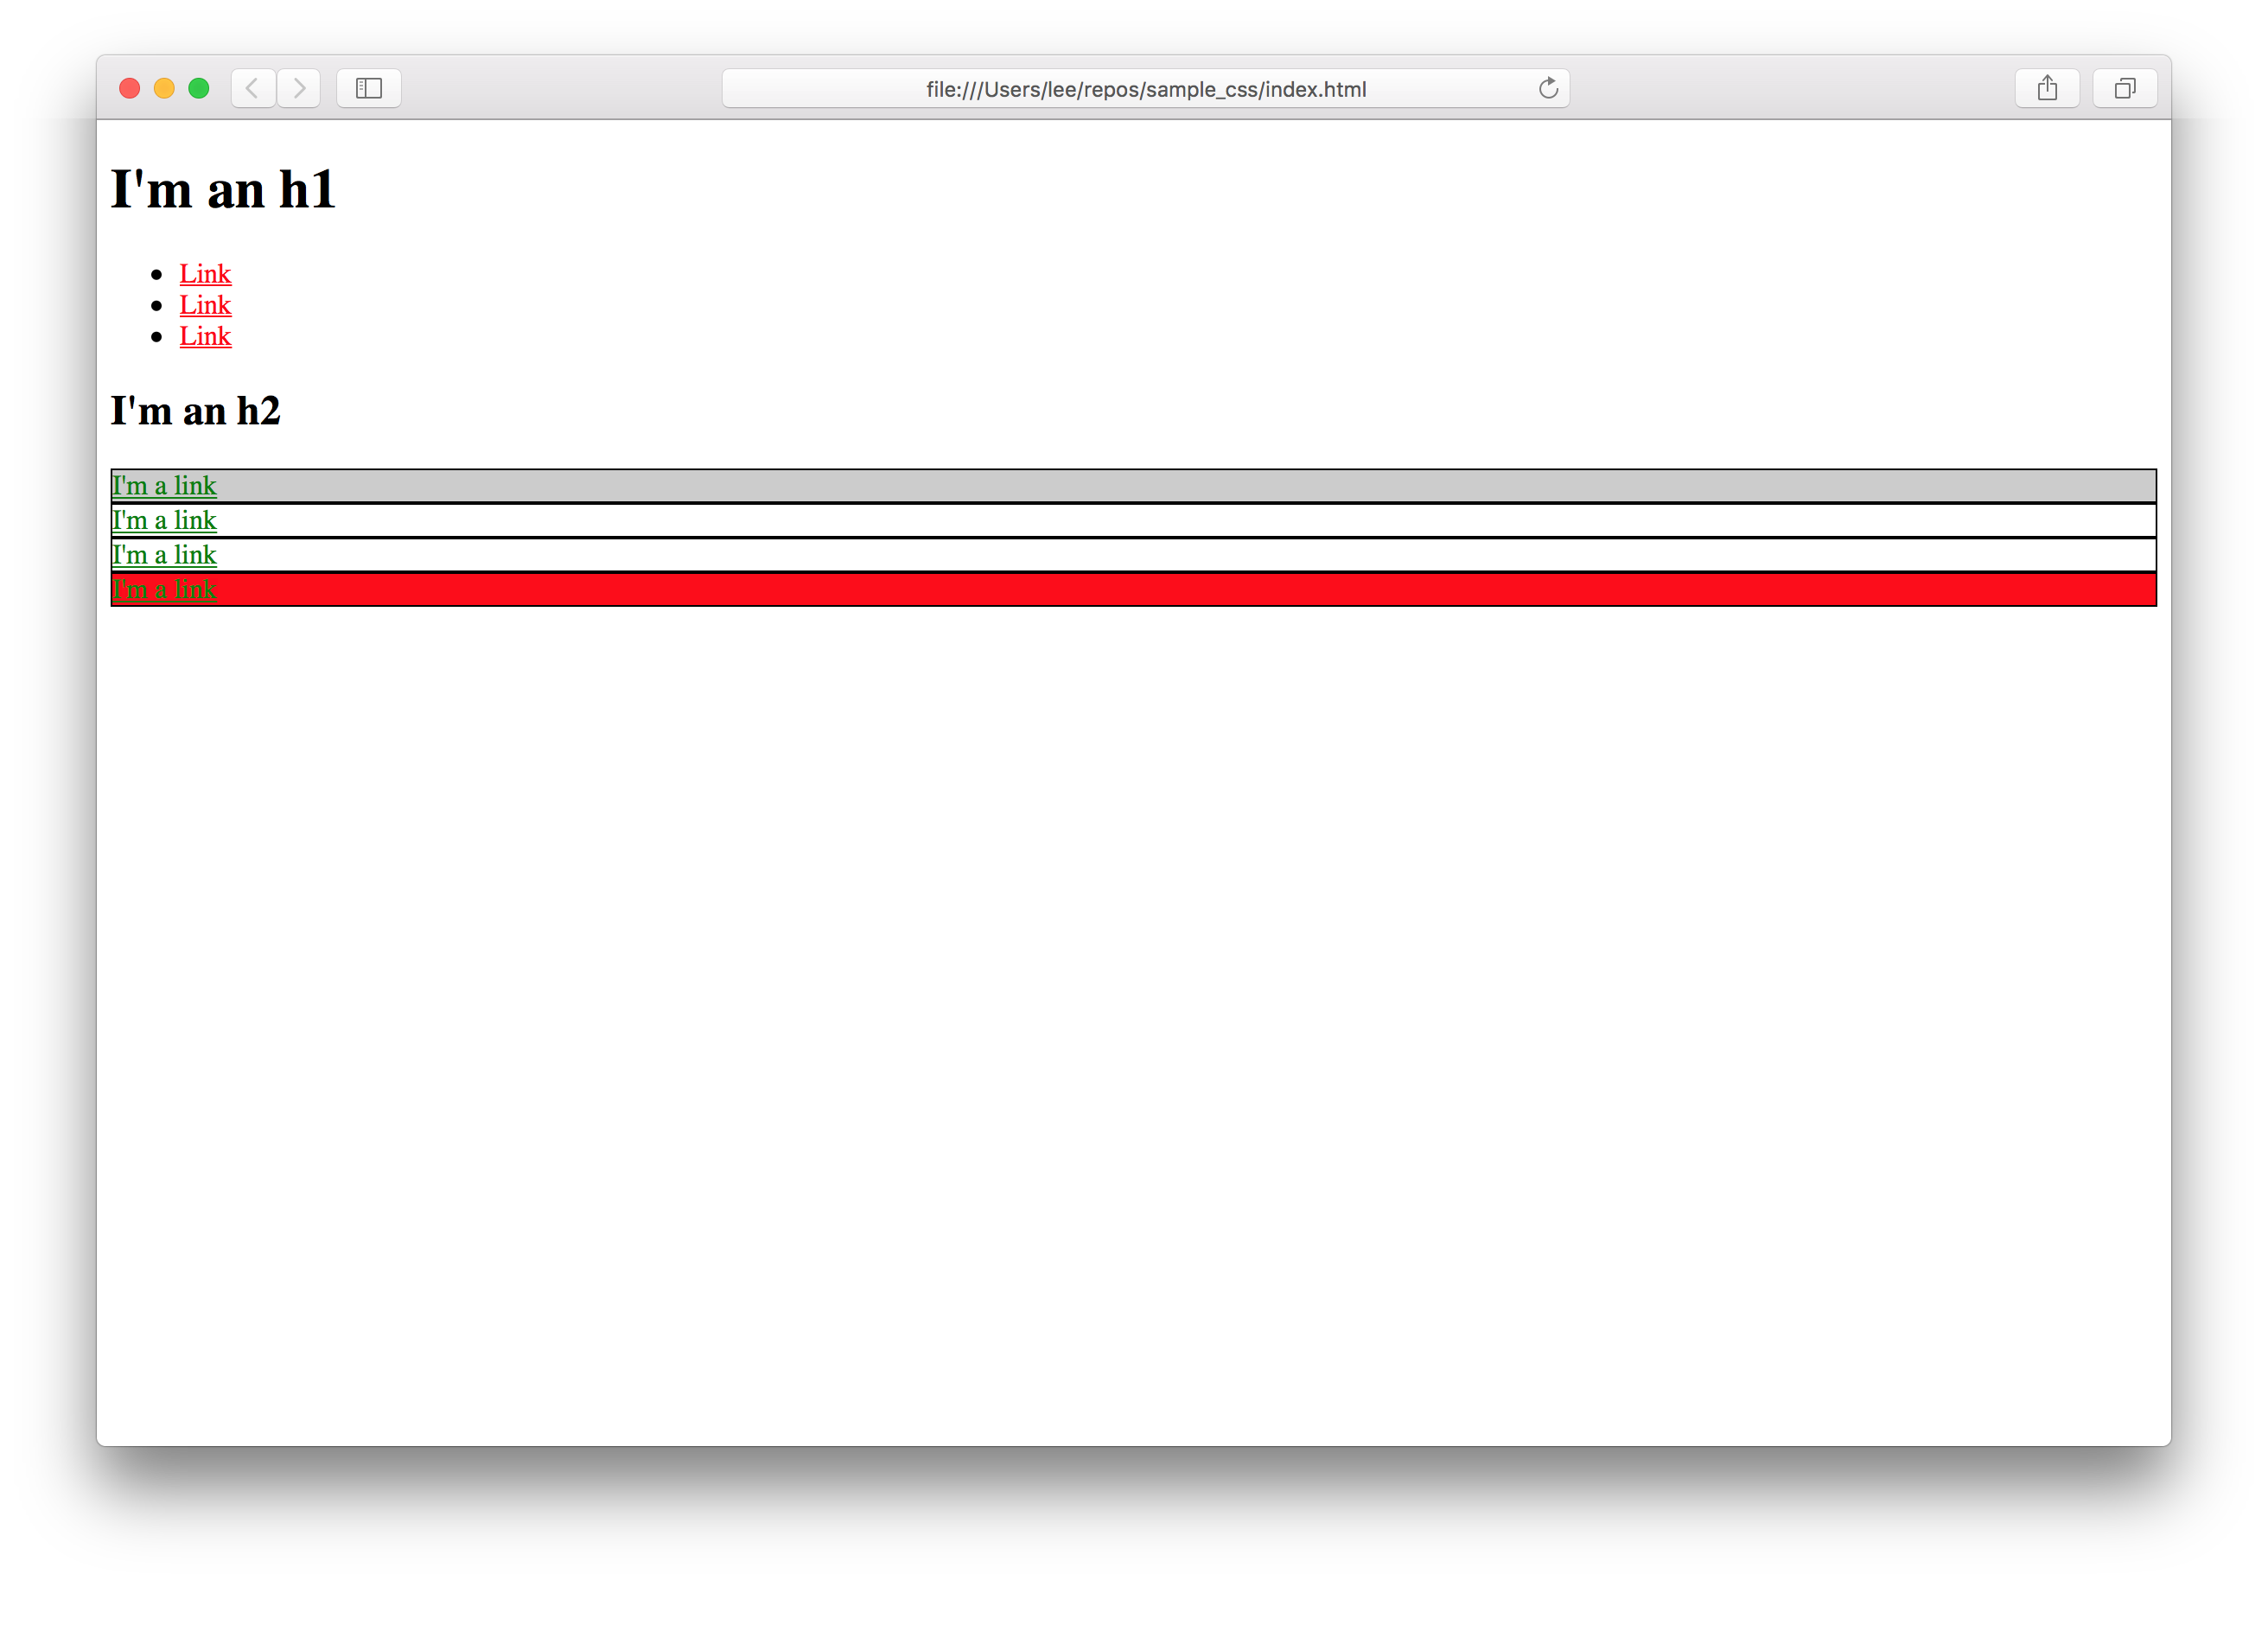 file:///Users/lee/repos/sample_css/index.html
I'm an h1
Link
Link
Link
I'm an h2
I'm a link
I'm a link
I'm a link
I'm a link